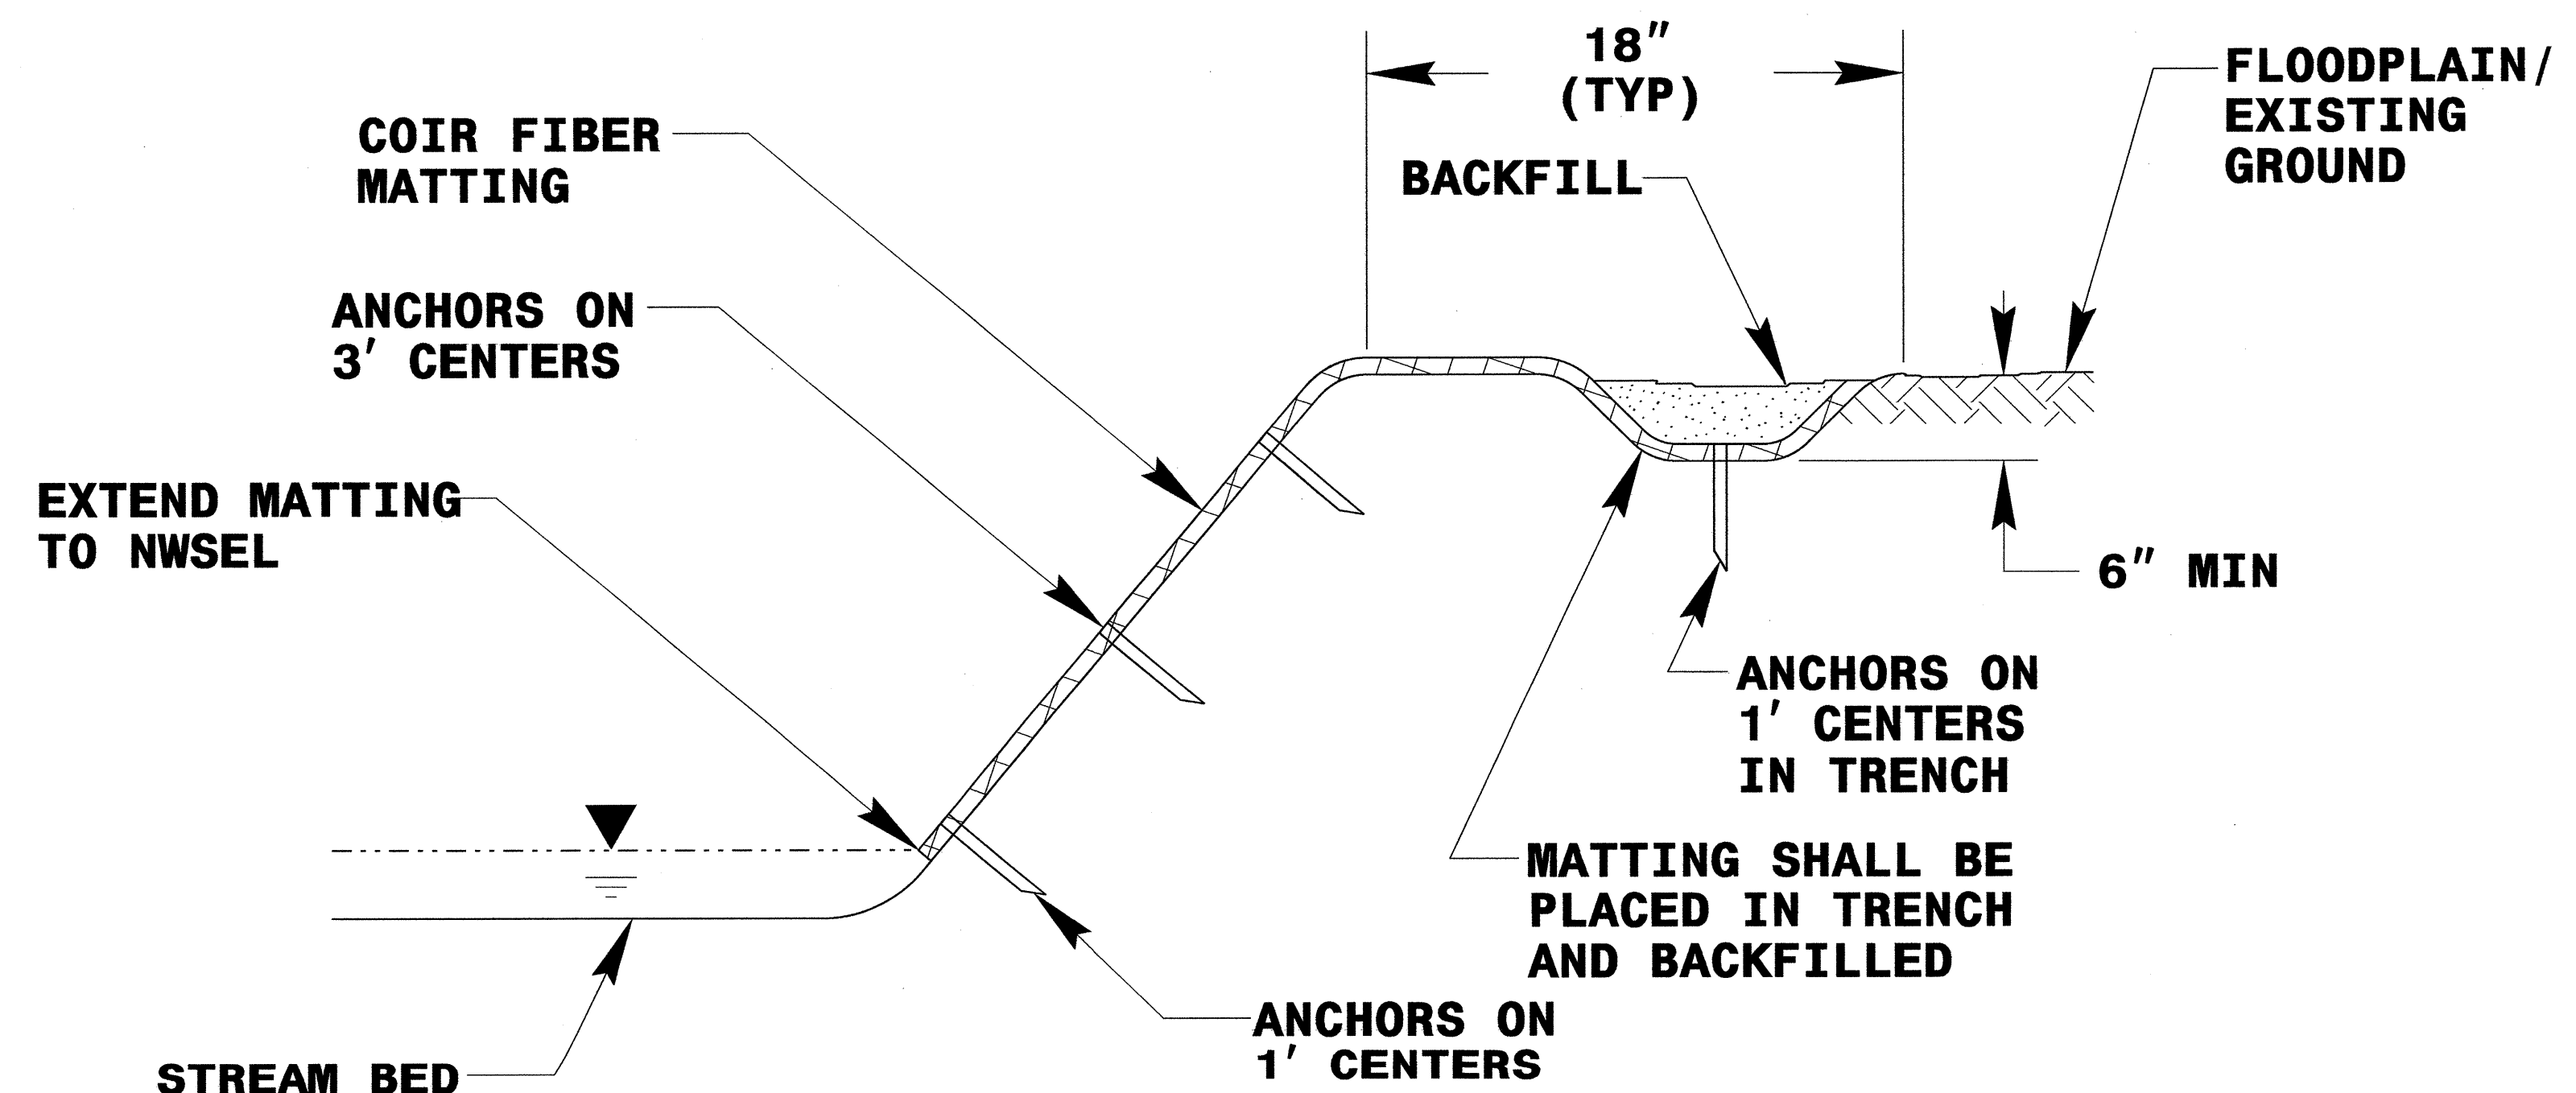 18"
(TYP)
FLOODPLAIN/
EXISTING
GROUND
COIR FIBER
MATTING
BACKFILL
ANCHORS ON
3' CENTERS
EXTEND MATTING
TO NWSEL
6" MIN
ANCHORS ON
1' CENTERS
IN TRENCH
MATTING SHALL BE
PLACED IN TRENCH
AND BACKFILLED
ANCHORS ON
1' CENTERS
STREAM BED